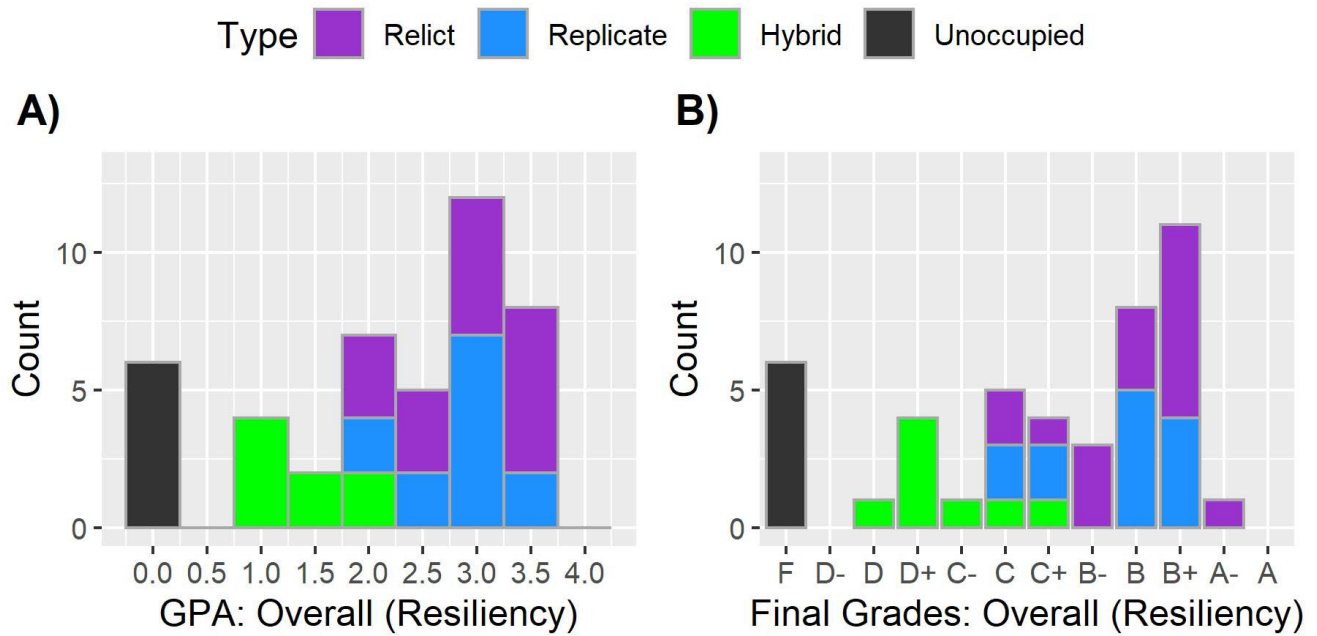 Type Relict Replicate Hybrid Unoccupied
A)
Count
10
5
0
0.0 0.5 1.0 1.5 2.0 2.5 3.0 3.5 4.0
GPA: Overall (Resiliency)
B)
Count
10
5
0
F D- D D+ C- C C+ B- B B+ A- A
Final Grades: Overall (Resiliency)